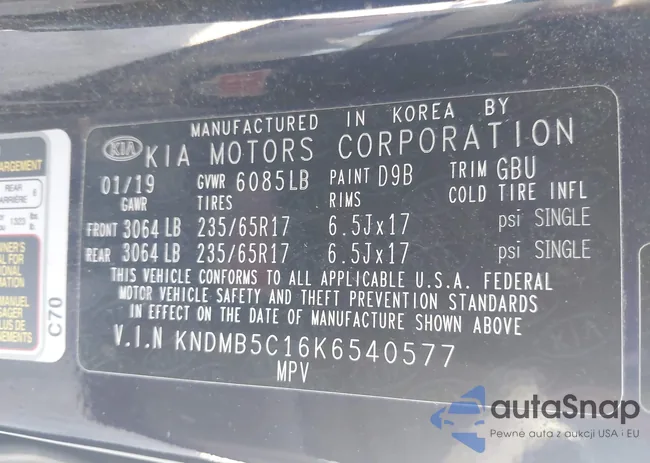 MANUFACTURED IN KOREA BY
KIA KIA MOTORS CORPORATION
01/19 GVWR 6085LB PAINT D9B TRIM GBU
GAWR TIRES RIMS COLD TIRE INFL
FRONT 3064 LB 235/65R17 6.5Jx17 psi SINGLE
REAR 3064 LB 235/65R17 6.5Jx17 psi SINGLE
THIS VEHICLE CONFORMS TO ALL APPLICABLE U.S.A. FEDERAL
MOTOR VEHICLE SAFETY AND THEFT PREVENTION STANDARDS
IN EFFECT ON THE DATE OF MANUFACTURE SHOWN ABOVE
V.I.N KNDMB5C16K6540577
MPV
ARGEMENT
REAR
ARRIÈRE
C70
autaSnap
Pewne auta z aukcji USA i EU